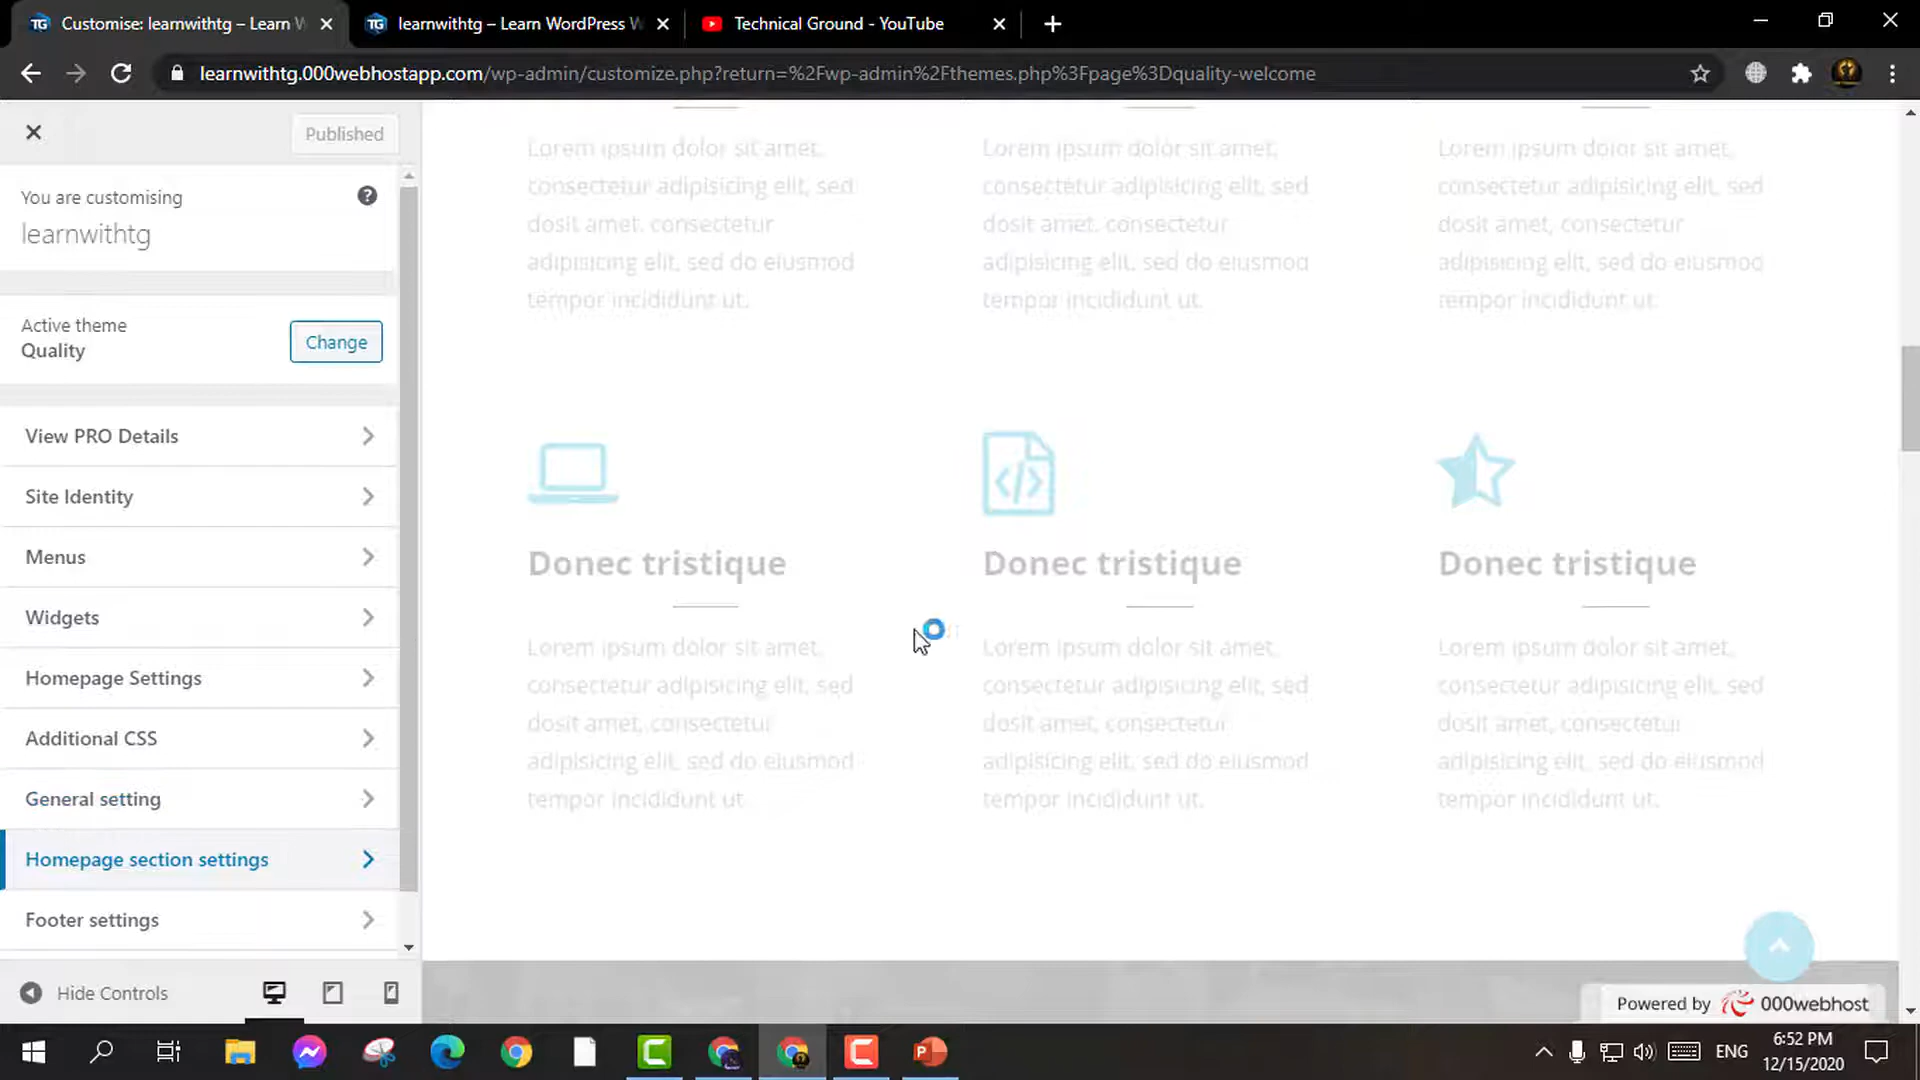 Customise: learnwithtg – Learn W
learnwithtg – Learn WordPress W
Technical Ground - YouTube
learnwithtg.000webhostapp.com/wp-admin/customize.php?return=%2Fwp-admin%2Fthemes.php%3Fpage%3Dquality-welcome
Published
You are customising
learnwithtg
Active theme
Quality
Change
View PRO Details
Site Identity
Menus
Widgets
Homepage Settings
Additional CSS
General setting
Homepage section settings
Footer settings
Hide Controls
Lorem ipsum dolor sit amet,
consectetur adipisicing elit, sed
dosit amet, consectetur
adipisicing elit, sed do eiusmod
tempor incididunt ut.
Lorem ipsum dolor sit amet,
consectetur adipisicing elit, sed
dosit amet, consectetur
adipisicing elit, sed do eiusmod
tempor incididunt ut.
Lorem ipsum dolor sit amet,
consectetur adipisicing elit, sed
dosit amet, consectetur
adipisicing elit, sed do eiusmod
tempor incididunt ut.
Donec tristique
Lorem ipsum dolor sit amet,
consectetur adipisicing elit, sed
dosit amet, consectetur
adipisicing elit, sed do eiusmod
tempor incididunt ut.
Donec tristique
Lorem ipsum dolor sit amet,
consectetur adipisicing elit, sed
dosit amet, consectetur
adipisicing elit, sed do eiusmod
tempor incididunt ut.
Donec tristique
Lorem ipsum dolor sit amet,
consectetur adipisicing elit, sed
dosit amet, consectetur
adipisicing elit, sed do eiusmod
tempor incididunt ut.
Powered by 000webhost
ENG
6:52 PM
12/15/2020